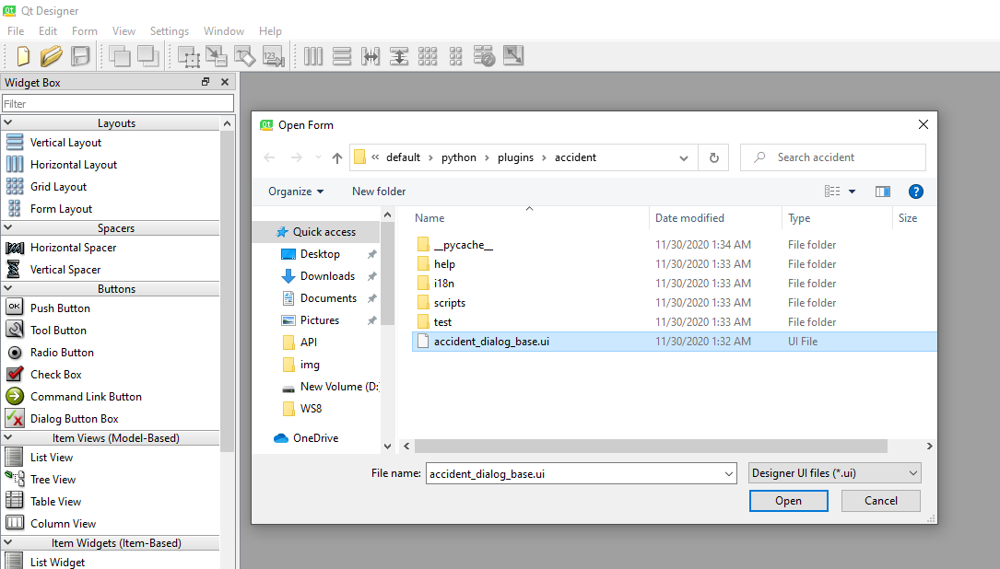 Qt Qt Designer
File Edit Form View Settings Window Help
123
Widget Box
Filter
Layouts
Vertical Layout
Horizontal Layout
Grid Layout
Form Layout
Spacers
Horizontal Spacer
Vertical Spacer
Buttons
OK Push Button
Tool Button
Radio Button
Check Box
Command Link Button
Dialog Button Box
Item Views (Model-Based)
List View
Tree View
Table View
Column View
Item Widgets (Item-Based)
List Widget
Qt Open Form
« default › python › plugins › accident
Search accident
Organize New folder
?
Quick access
Desktop
Downloads
Documents
Pictures
API
img
New Volume (D:
WS8
OneDrive
Name Date modified Type Size
__pycache__ 11/30/2020 1:34 AM File folder
help 11/30/2020 1:33 AM File folder
i18n 11/30/2020 1:33 AM File folder
scripts 11/30/2020 1:33 AM File folder
test 11/30/2020 1:33 AM File folder
accident_dialog_base.ui 11/30/2020 1:32 AM UI File
File name: accident_dialog_base.ui Designer UI files (*.ui)
Open Cancel